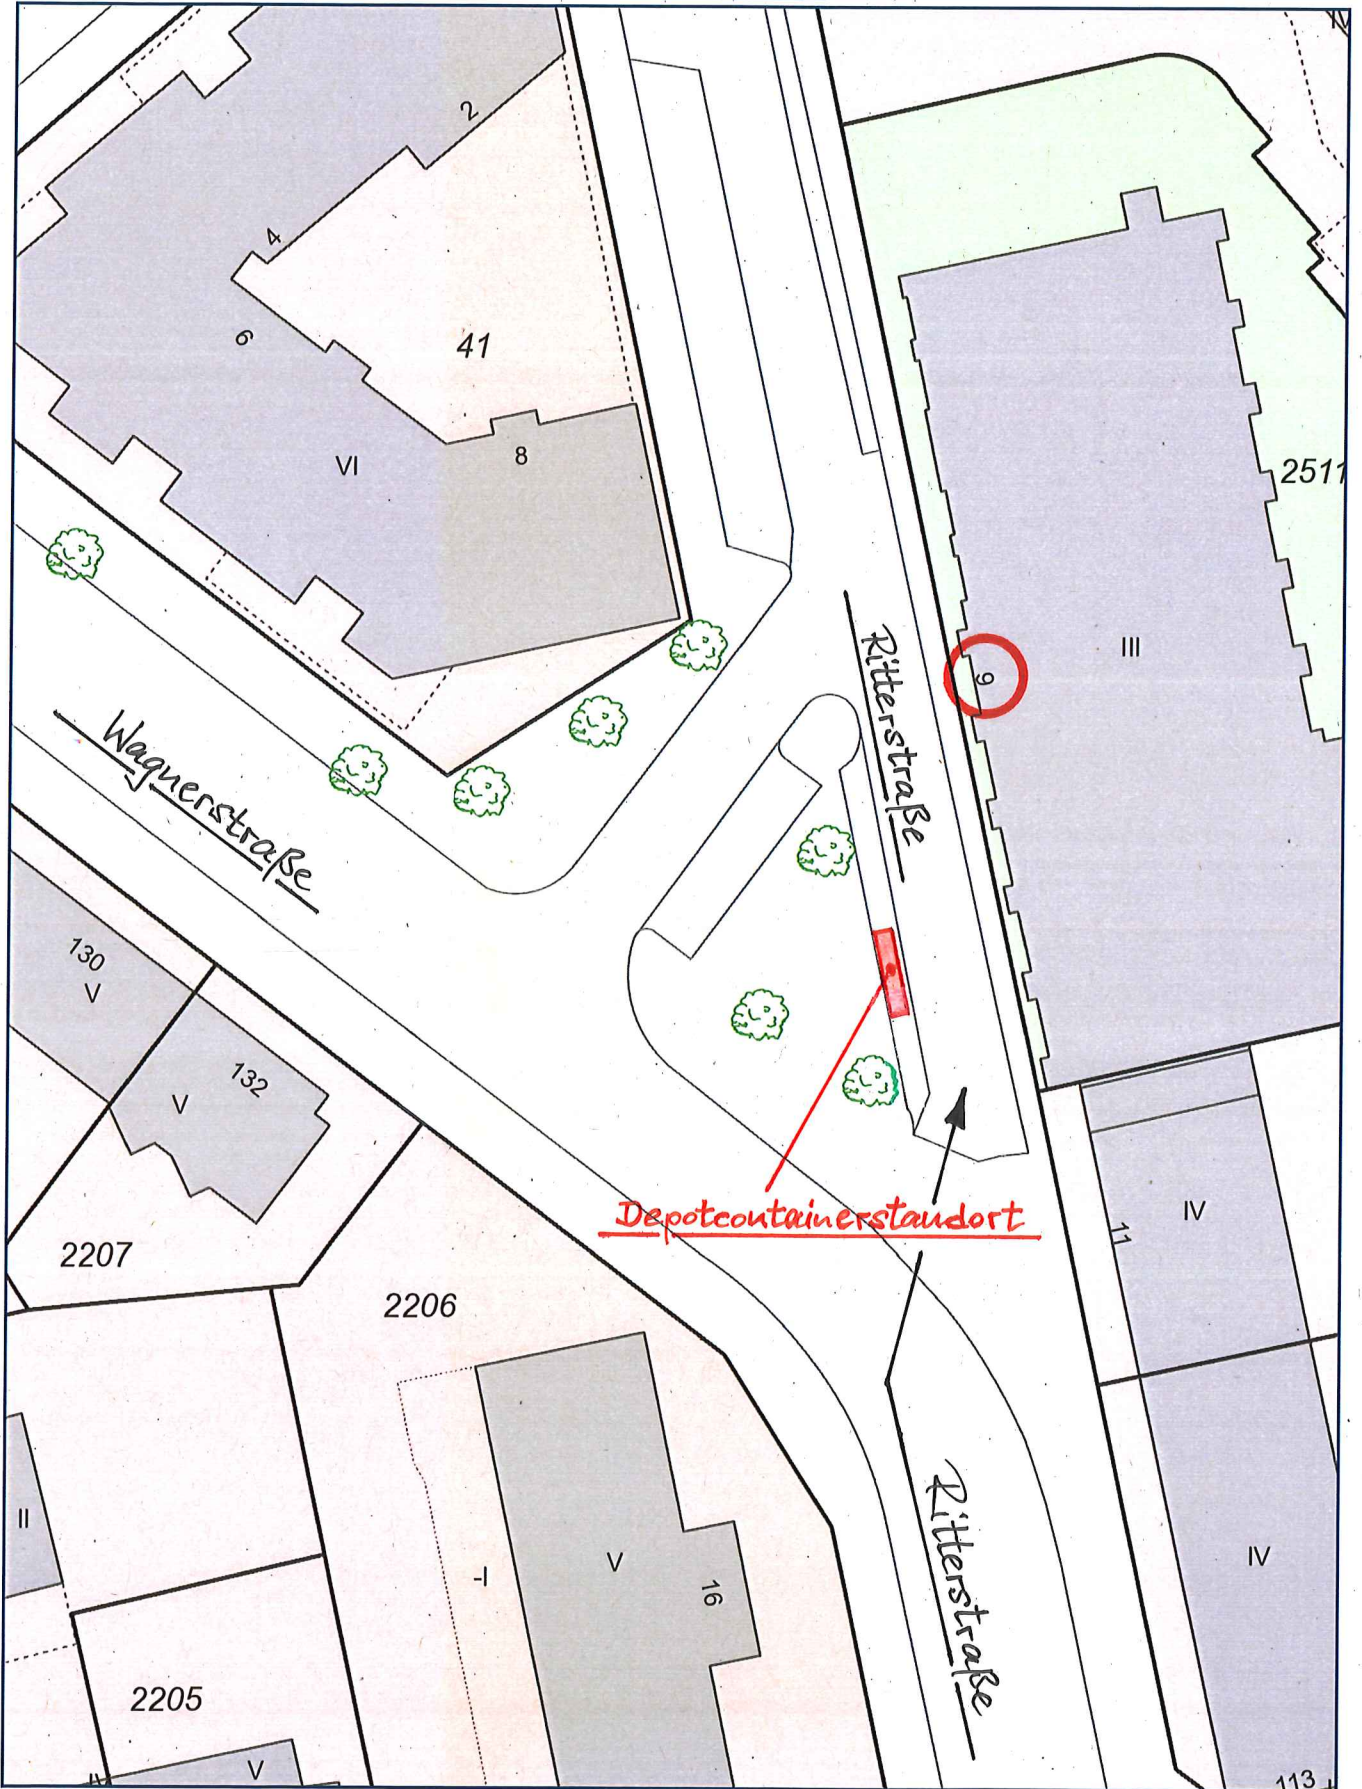 2
4
6
41
8
VI
2511
III
9
Ritterstraße
Wagnerstraße
130
V
132
V
Depotcontainerstandort
11
IV
2207
2206
II
-I
V
16
Ritterstraße
IV
2205
V
113